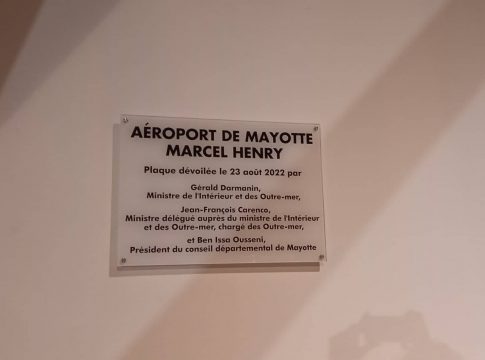 AÉROPORT DE MAYOTTE
MARCEL HENRY
Plaque dévoilée le 23 août 2022 par
Gérald Darmanin,
Ministre de l'Intérieur et des Outre-mer,
Jean-François Carenco,
Ministre délégué auprès du ministre de l'Intérieur
et des Outre-mer, chargé des Outre-mer,
et Ben Issa Ousseni,
Président du conseil départemental de Mayotte